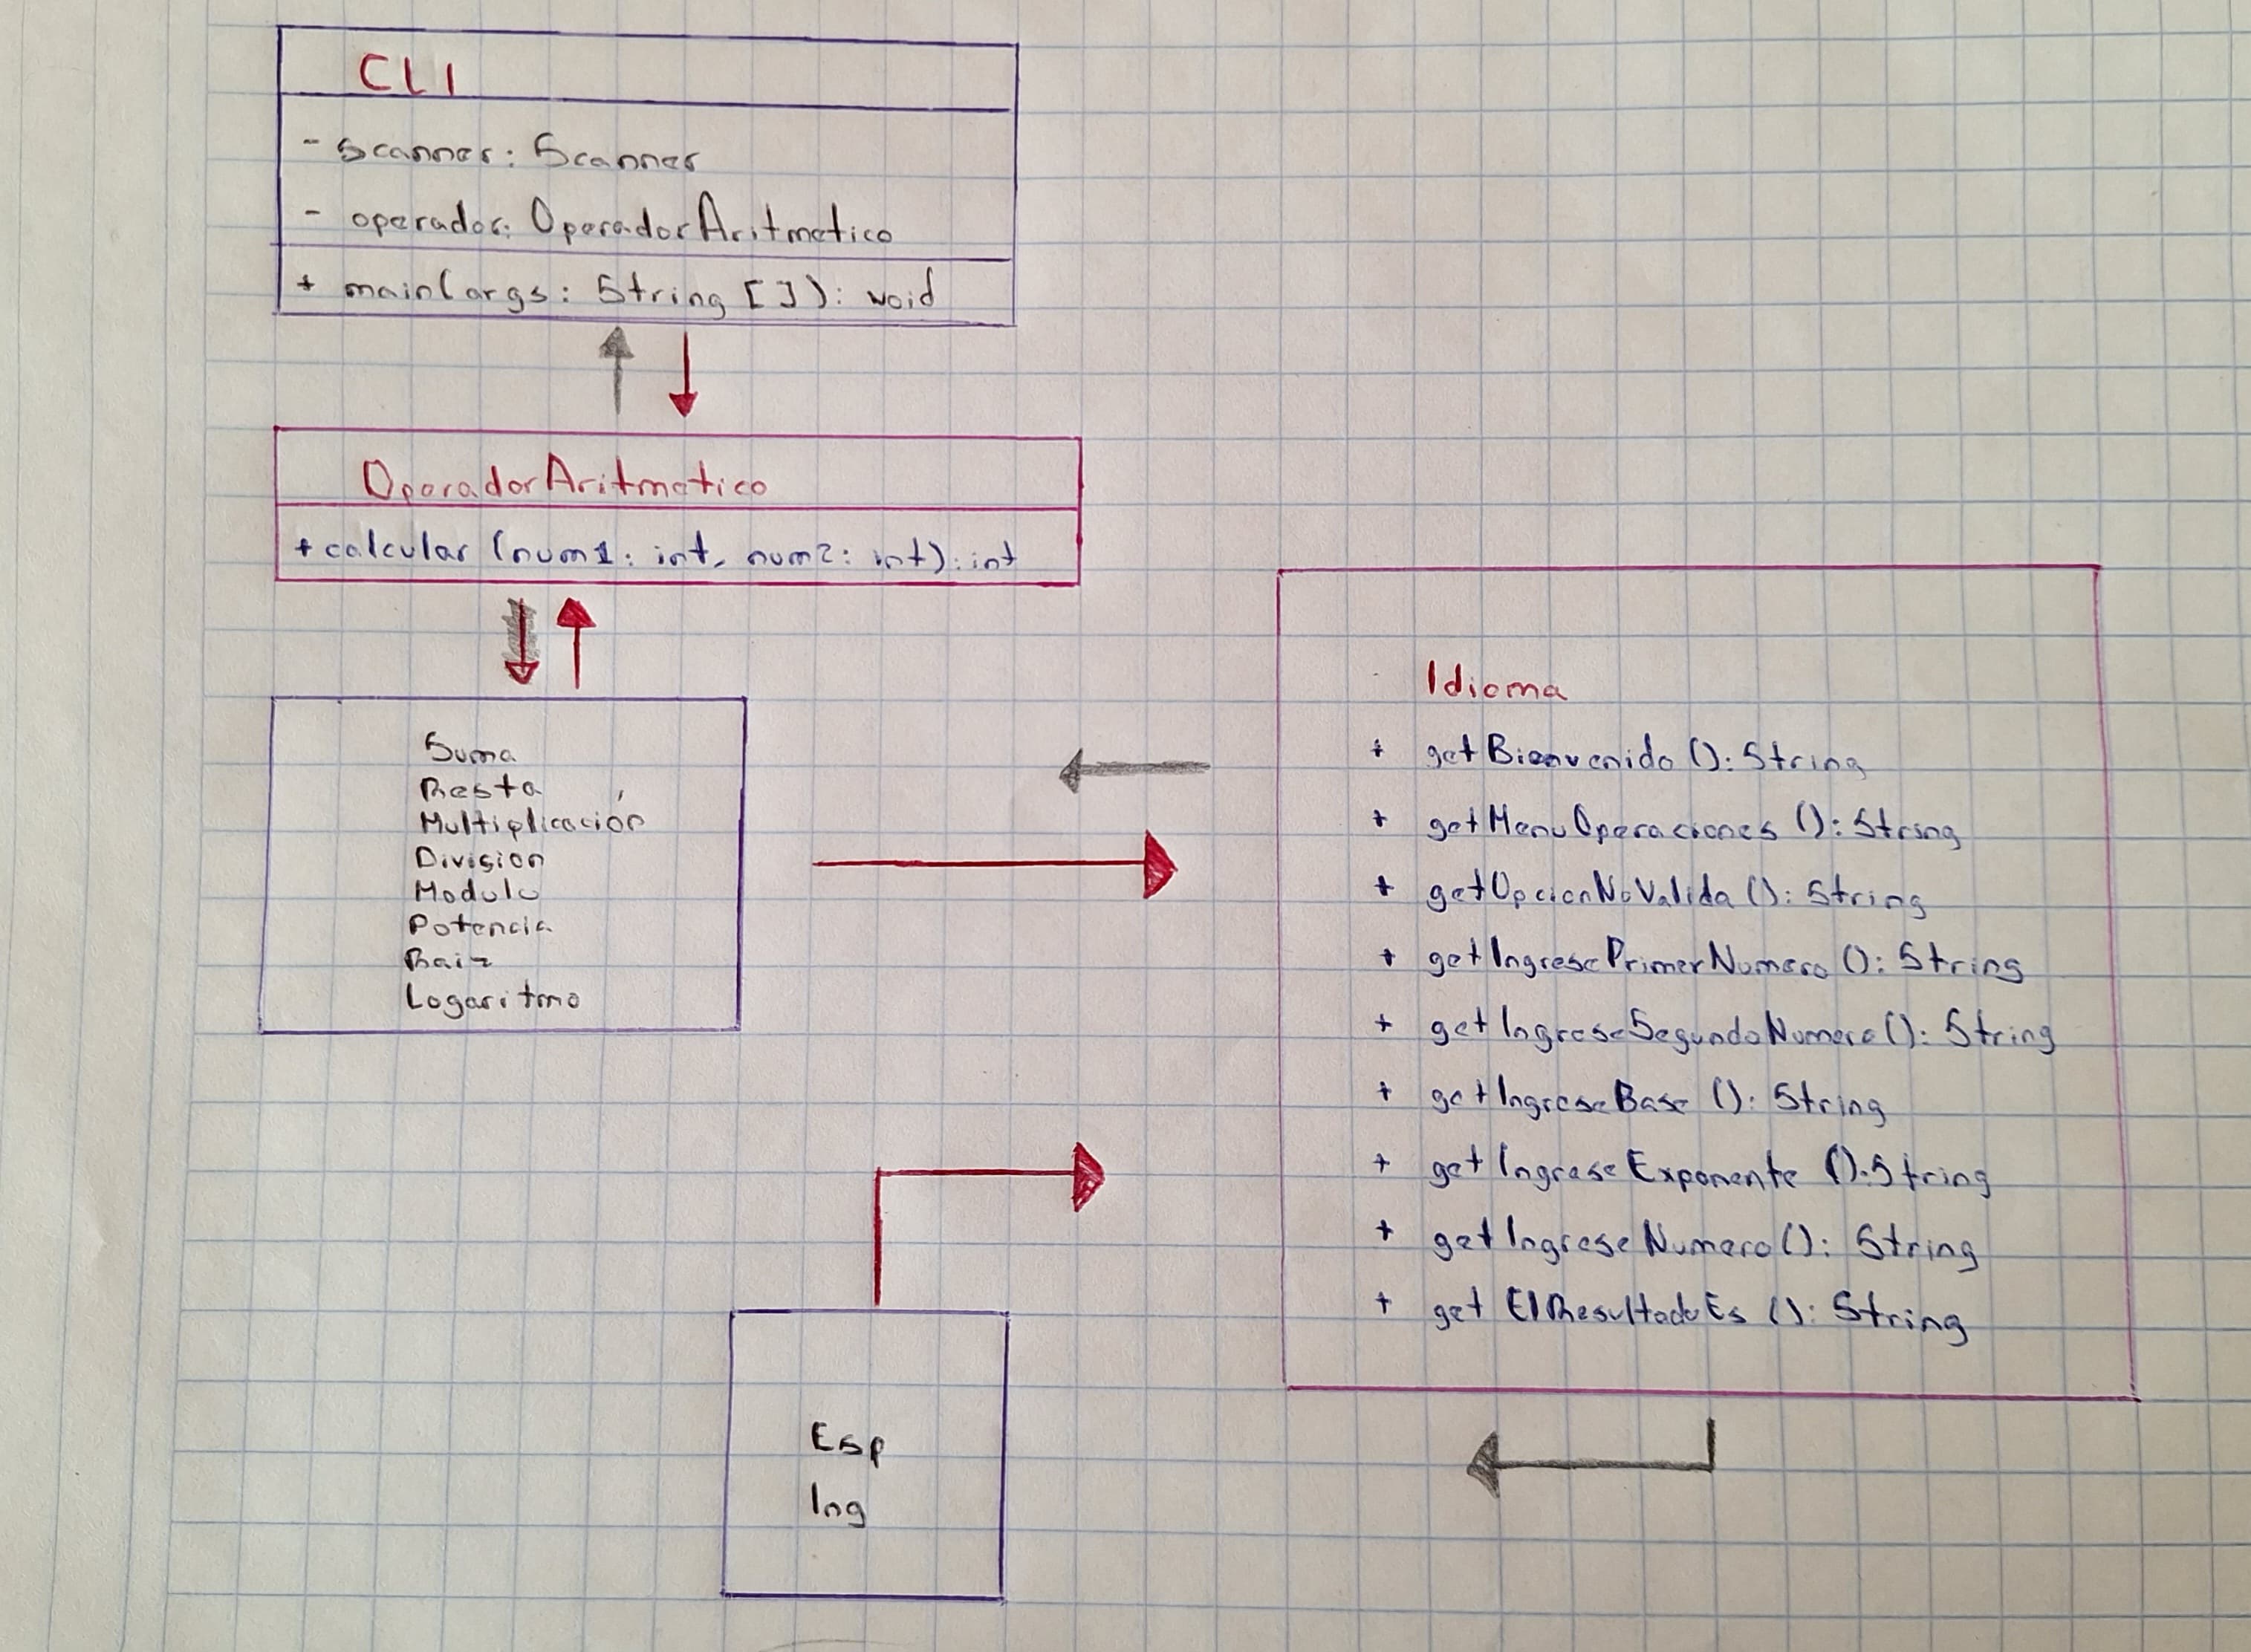 CLI
- scanner: Scanner
- operador: OperadorAritmetico
+ main(args: String []): void
OperadorAritmetico
+ calcular (num1: int, num2: int): int
Suma
Resta
Multiplicación
Division
Modulo
Potencia
Raiz
Logaritmo
Idioma
+ getBienvenido (): String
+ getMenuOperaciones (): String
+ getOpcionNoValida (): String
+ getIngresePrimerNumero (): String
+ getIngreseSegundoNumero(): String
+ getIngreseBase (): String
+ getIngreseExponente ():String
+ getIngreseNumero(): String
+ get ElResultadoEs (): String
Esp
Ing